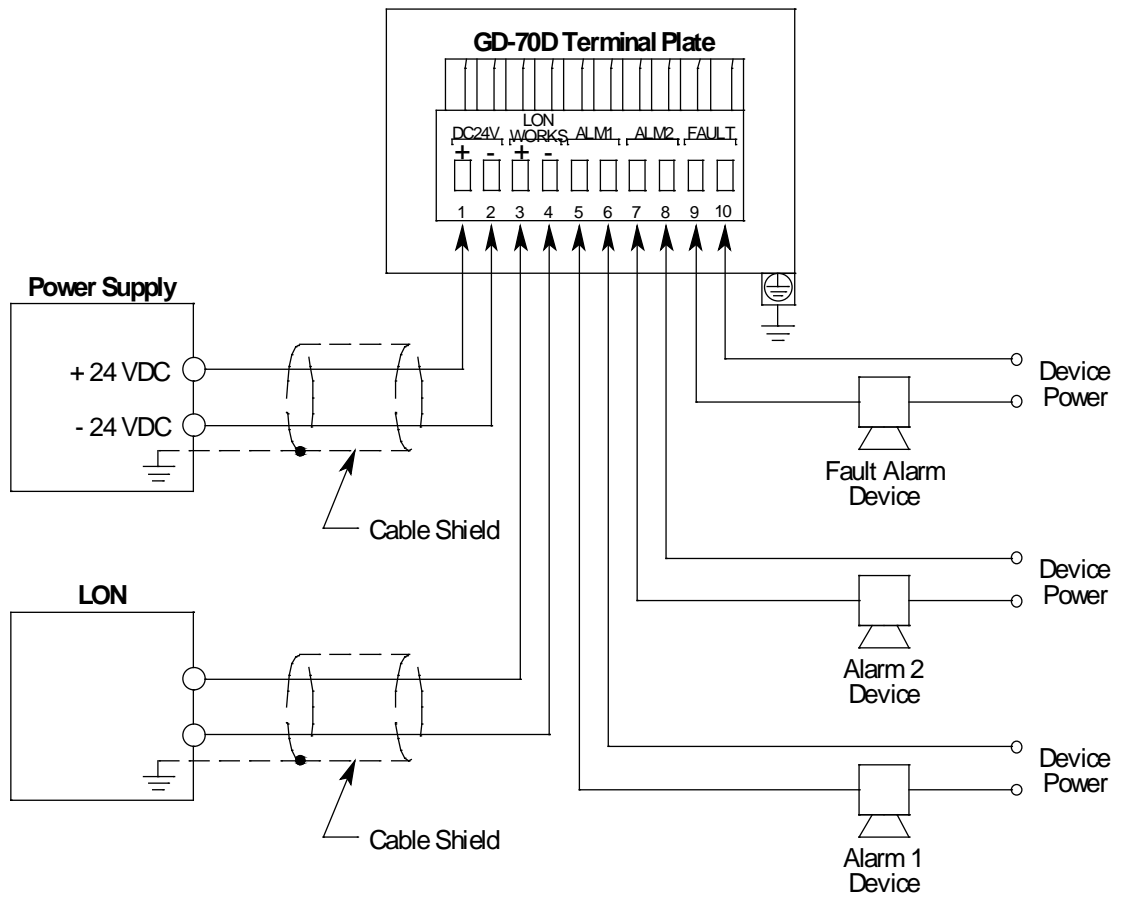 GD-70D Terminal Plate
LON
DC24V WORKS ALM1 ALM2 FAULT
+ - + -
1 2 3 4 5 6 7 8 9 10
Power Supply
+ 24 VDC
- 24 VDC
Cable Shield
Device
Power
Fault Alarm
Device
LON
Cable Shield
Device
Power
Alarm 2
Device
Device
Power
Alarm 1
Device